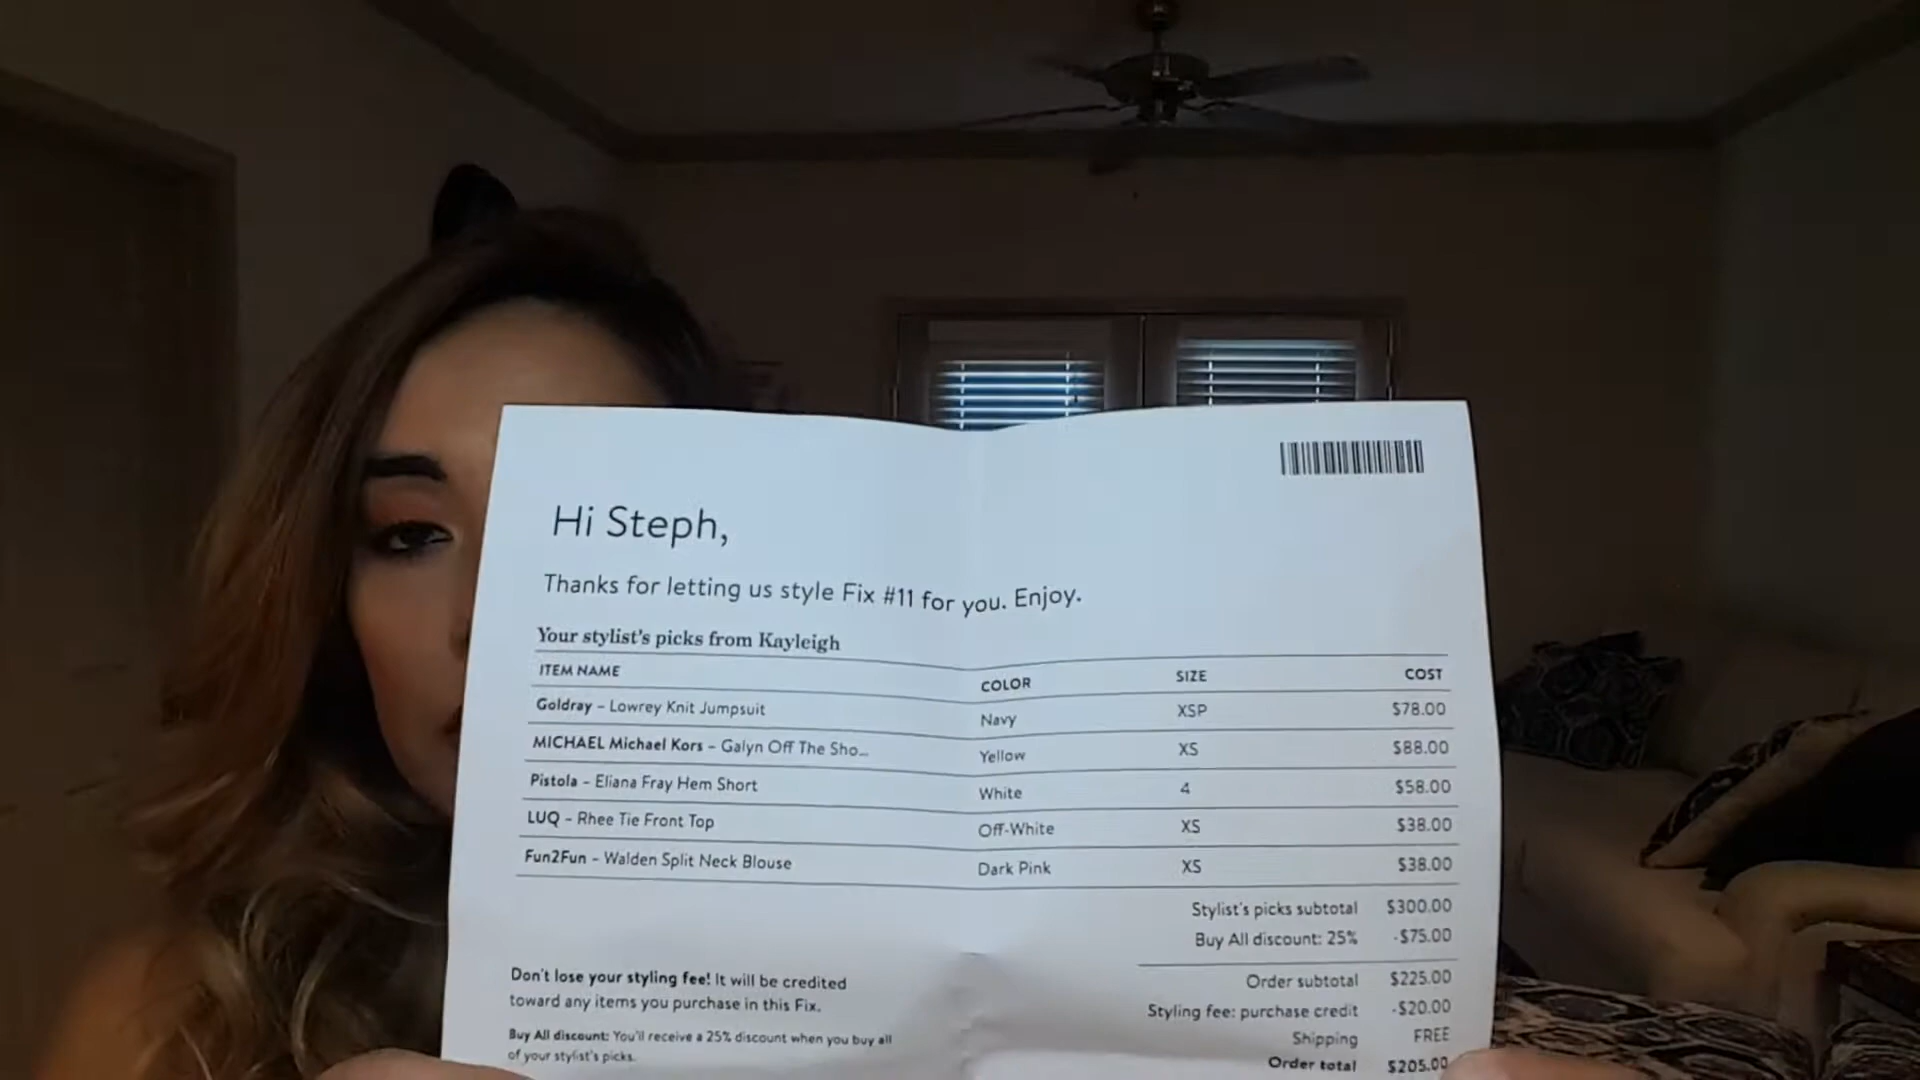 Hi Steph,
Thanks for letting us style Fix #11 for you. Enjoy.
Your stylist's picks from Kayleigh
ITEM NAME COLOR SIZE COST
Goldray – Lowrey Knit Jumpsuit Navy XSP $78.00
MICHAEL Michael Kors – Galyn Off The Sho... Yellow XS $88.00
Pistola – Eliana Fray Hem Short White 4 $58.00
LUQ – Rhee Tie Front Top Off-White XS $38.00
Fun2Fun – Walden Split Neck Blouse Dark Pink XS $38.00
Stylist's picks subtotal $300.00
Buy All discount: 25% -$75.00
Order subtotal $225.00
Styling fee: purchase credit -$20.00
Shipping FREE
Order total $205.00
Don't lose your styling fee! It will be credited
toward any items you purchase in this Fix.
Buy All discount: You'll receive a 25% discount when you buy all
of your stylist's picks.